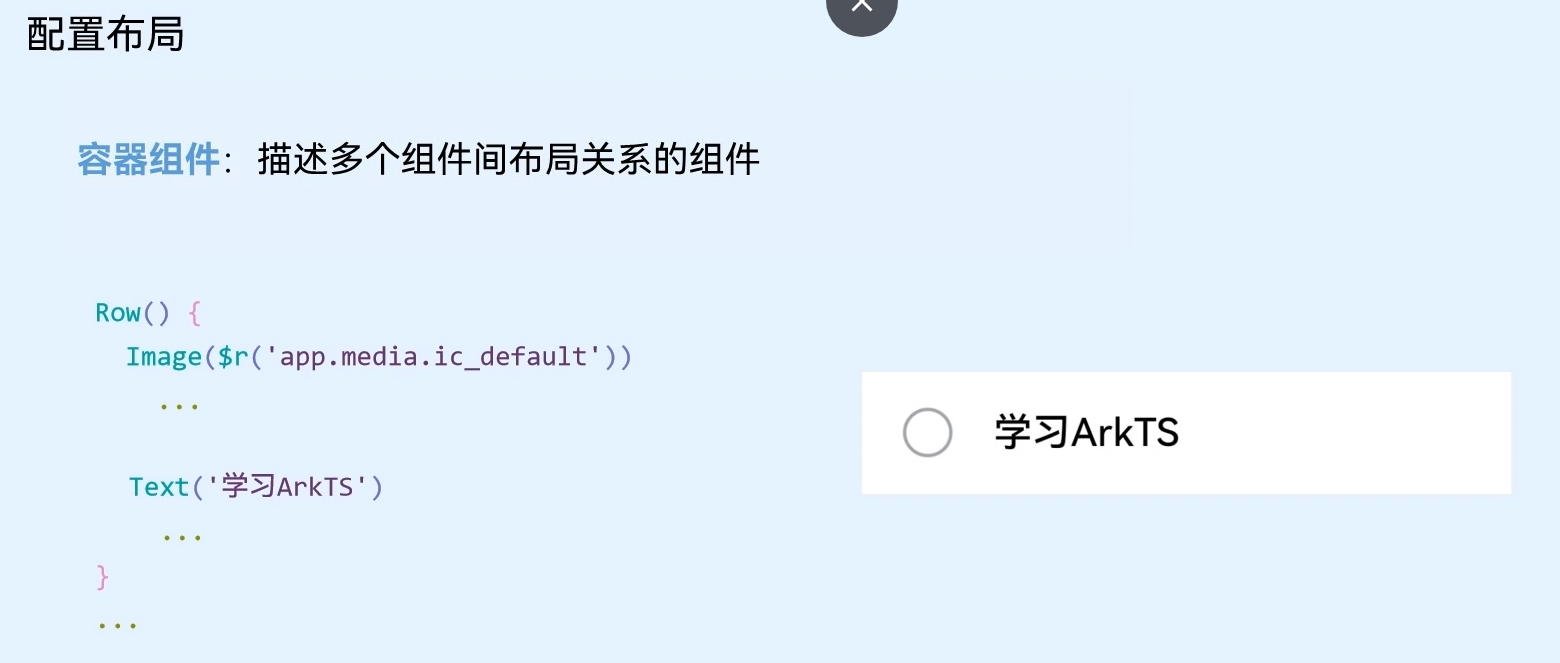 配置布局
容器组件：描述多个组件间布局关系的组件
Row() {
Image($r('app.media.ic_default'))
...
学习ArkTS
Text('学习ArkTS')
...
}
...